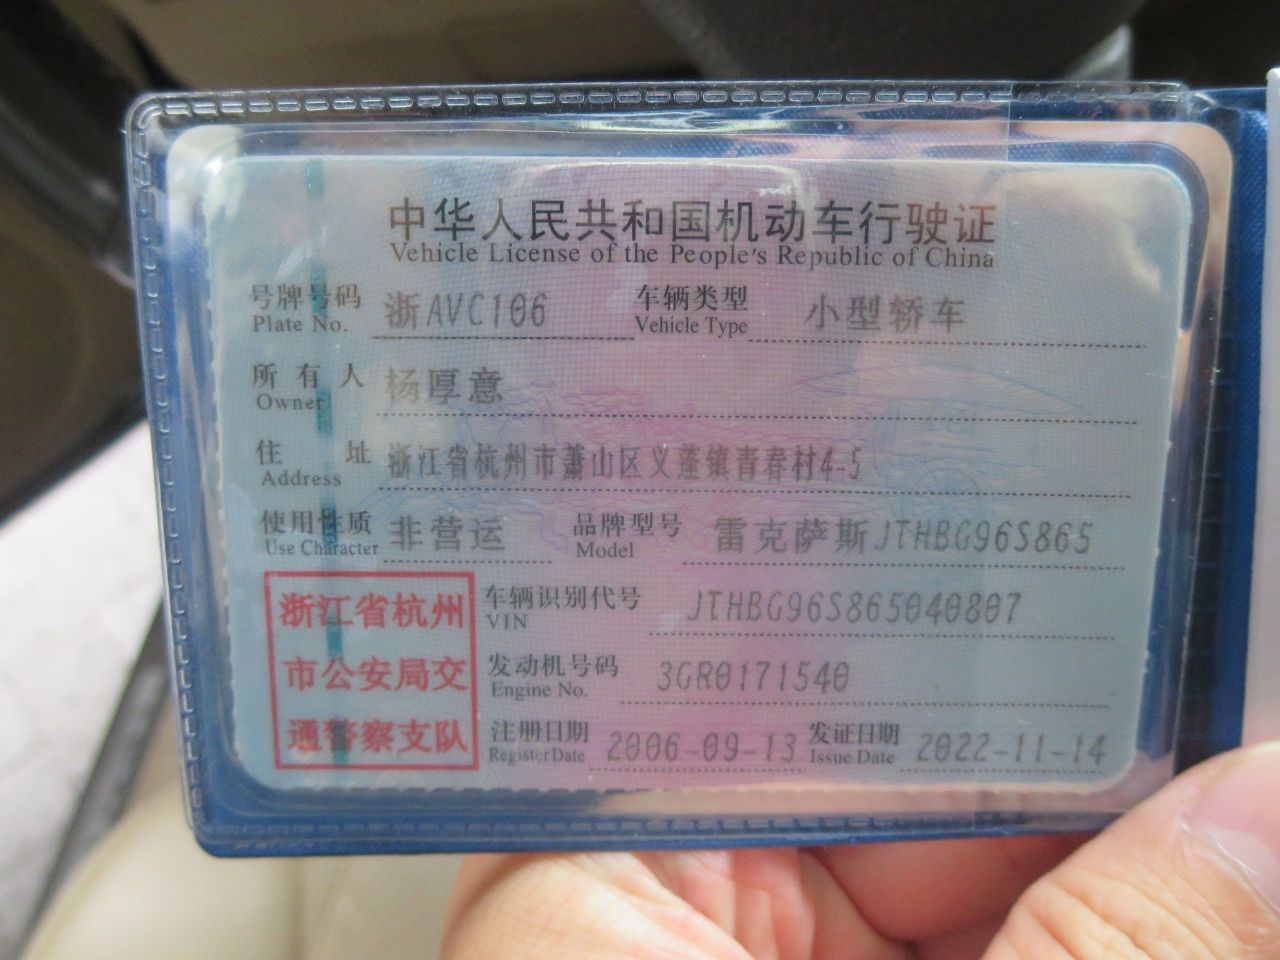 中华人民共和国机动车行驶证
Vehicle License of the People's Republic of China
号牌号码 浙AVC106 车辆类型 小型轿车
Plate No. Vehicle Type
所有人 杨厚意
Owner
住址 浙江省杭州市萧山区义蓬镇青春村4-5
Address
使用性质 非营运 品牌型号 雷克萨斯JTHBG96S865
Use Character Model
浙江省杭州 车辆识别代号 JTHBG96S865040807
VIN
市公安局交 发动机号码 3GR0171540
Engine No.
通警察支队 注册日期 2006-09-13 发证日期 2022-11-14
Register Date Issue Date